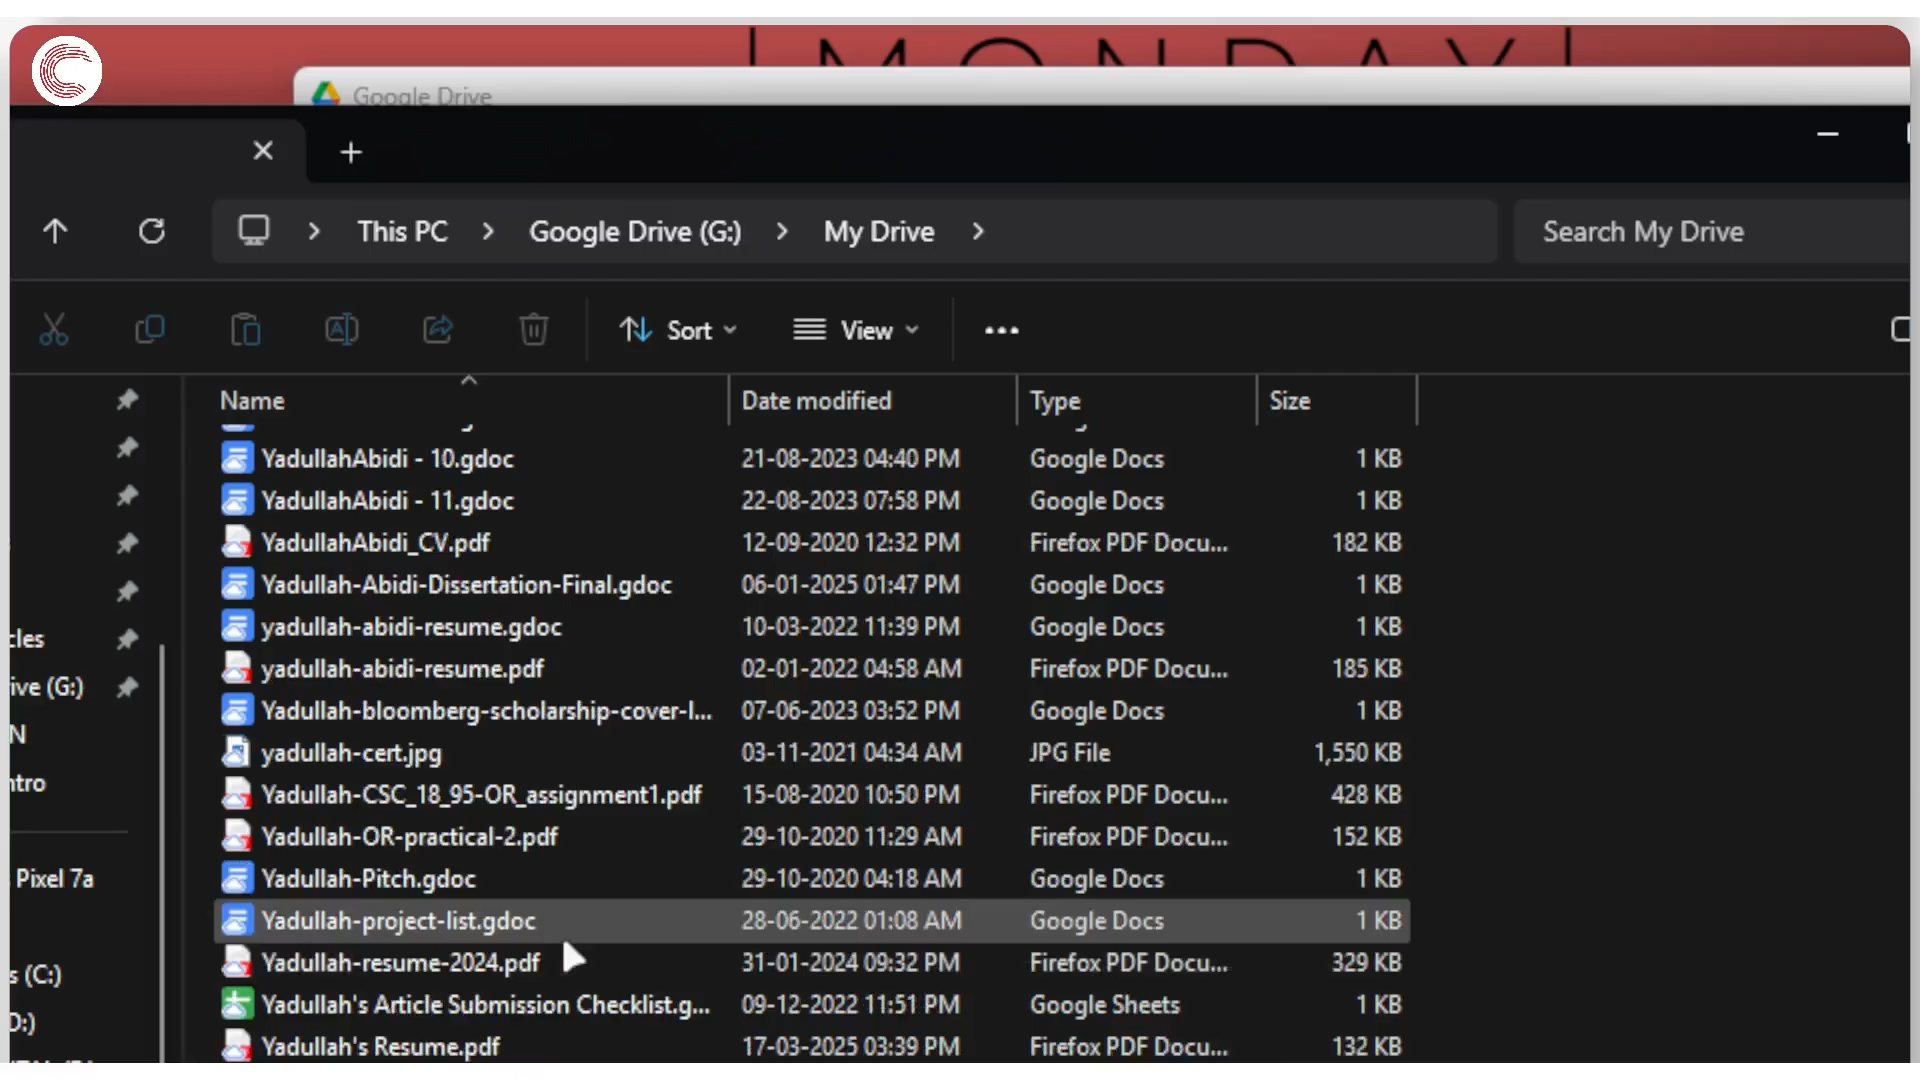 MONDAY
Google Drive
This PC > Google Drive (G:) > My Drive >
Search My Drive
Sort
View
Name Date modified Type Size
YadullahAbidi - 10.gdoc 21-08-2023 04:40 PM Google Docs 1 KB
YadullahAbidi - 11.gdoc 22-08-2023 07:58 PM Google Docs 1 KB
YadullahAbidi_CV.pdf 12-09-2020 12:32 PM Firefox PDF Docu... 182 KB
Yadullah-Abidi-Dissertation-Final.gdoc 06-01-2025 01:47 PM Google Docs 1 KB
yadullah-abidi-resume.gdoc 10-03-2022 11:39 PM Google Docs 1 KB
yadullah-abidi-resume.pdf 02-01-2022 04:58 AM Firefox PDF Docu... 185 KB
Yadullah-bloomberg-scholarship-cover-l... 07-06-2023 03:52 PM Google Docs 1 KB
yadullah-cert.jpg 03-11-2021 04:34 AM JPG File 1,550 KB
Yadullah-CSC_18_95-OR_assignment1.pdf 15-08-2020 10:50 PM Firefox PDF Docu... 428 KB
Yadullah-OR-practical-2.pdf 29-10-2020 11:29 AM Firefox PDF Docu... 152 KB
Yadullah-Pitch.gdoc 29-10-2020 04:18 AM Google Docs 1 KB
Yadullah-project-list.gdoc 28-06-2022 01:08 AM Google Docs 1 KB
Yadullah-resume-2024.pdf 31-01-2024 09:32 PM Firefox PDF Docu... 329 KB
Yadullah's Article Submission Checklist.g... 09-12-2022 11:51 PM Google Sheets 1 KB
Yadullah's Resume.pdf 17-03-2025 03:39 PM Firefox PDF Docu... 132 KB
cles
ive (G:)
N
ntro
Pixel 7a
s (C:)
D:)